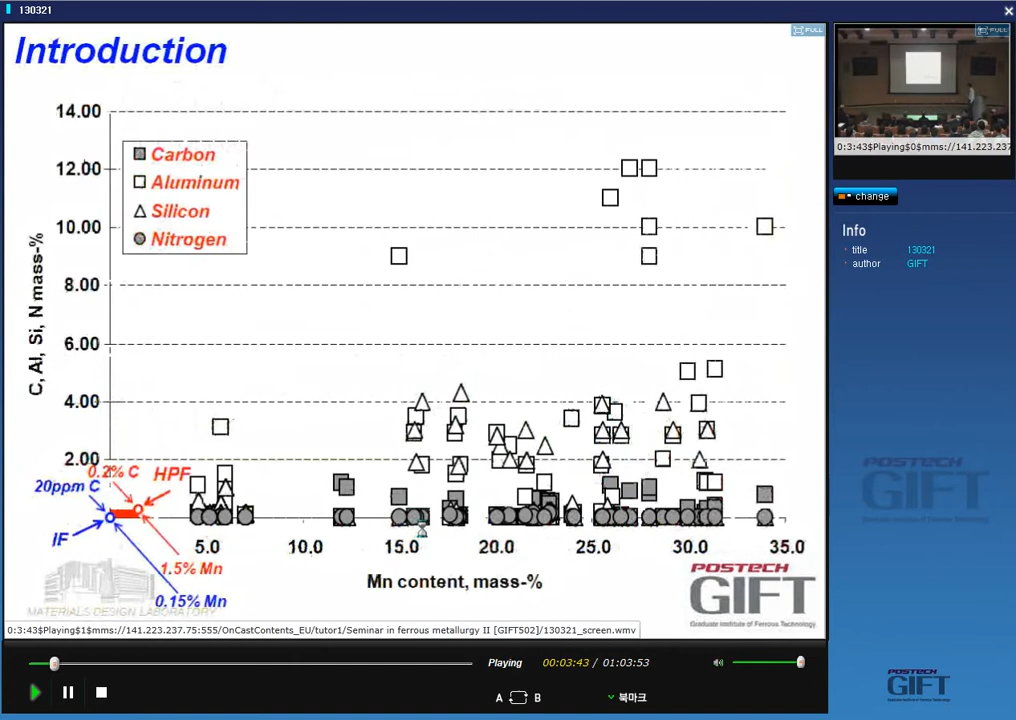 130321
Introduction
FULL
FULL
14.00
12.00
10.00
8.00
6.00
4.00
2.00
C, Al, Si, N mass-%
Carbon
Aluminum
Silicon
Nitrogen
0.2% C
HPF
20ppm C
IF
1.5% Mn
0.15% Mn
5.0
10.0
15.0
20.0
25.0
30.0
35.0
Mn content, mass-%
MATERIALS DESIGN LABORATORY
POSTECH
GIFT
Graduate Institute of Ferrous Technology
0:3:43$Playing$1$mms://141.223.237.75:555/OnCastContents_EU/tutor1/Seminar in ferrous metallurgy II [GIFT502]/130321_screen.wmv
0:3:43$Playing$0$mms://141.223.237
change
Info
title 130321
author GIFT
POSTECH
GIFT
Playing 00:03:43 / 01:03:53
A B
북마크
POSTECH
GIFT